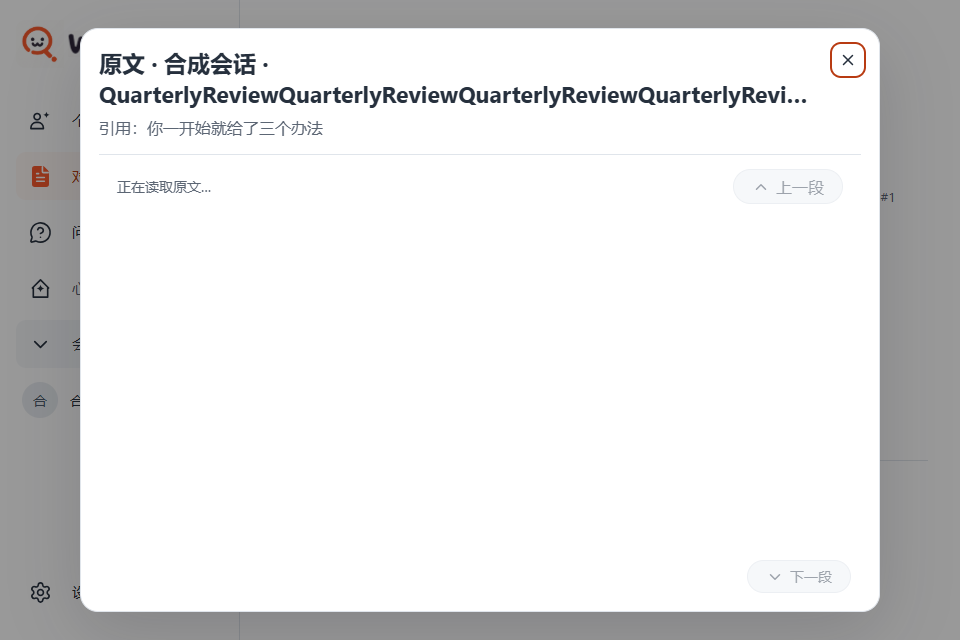 原文 · 合成会话 ·
QuarterlyReviewQuarterlyReviewQuarterlyReviewQuarterlyRevi...
引用：你一开始就给了三个办法
正在读取原文...
上一段
#1
合
下一段